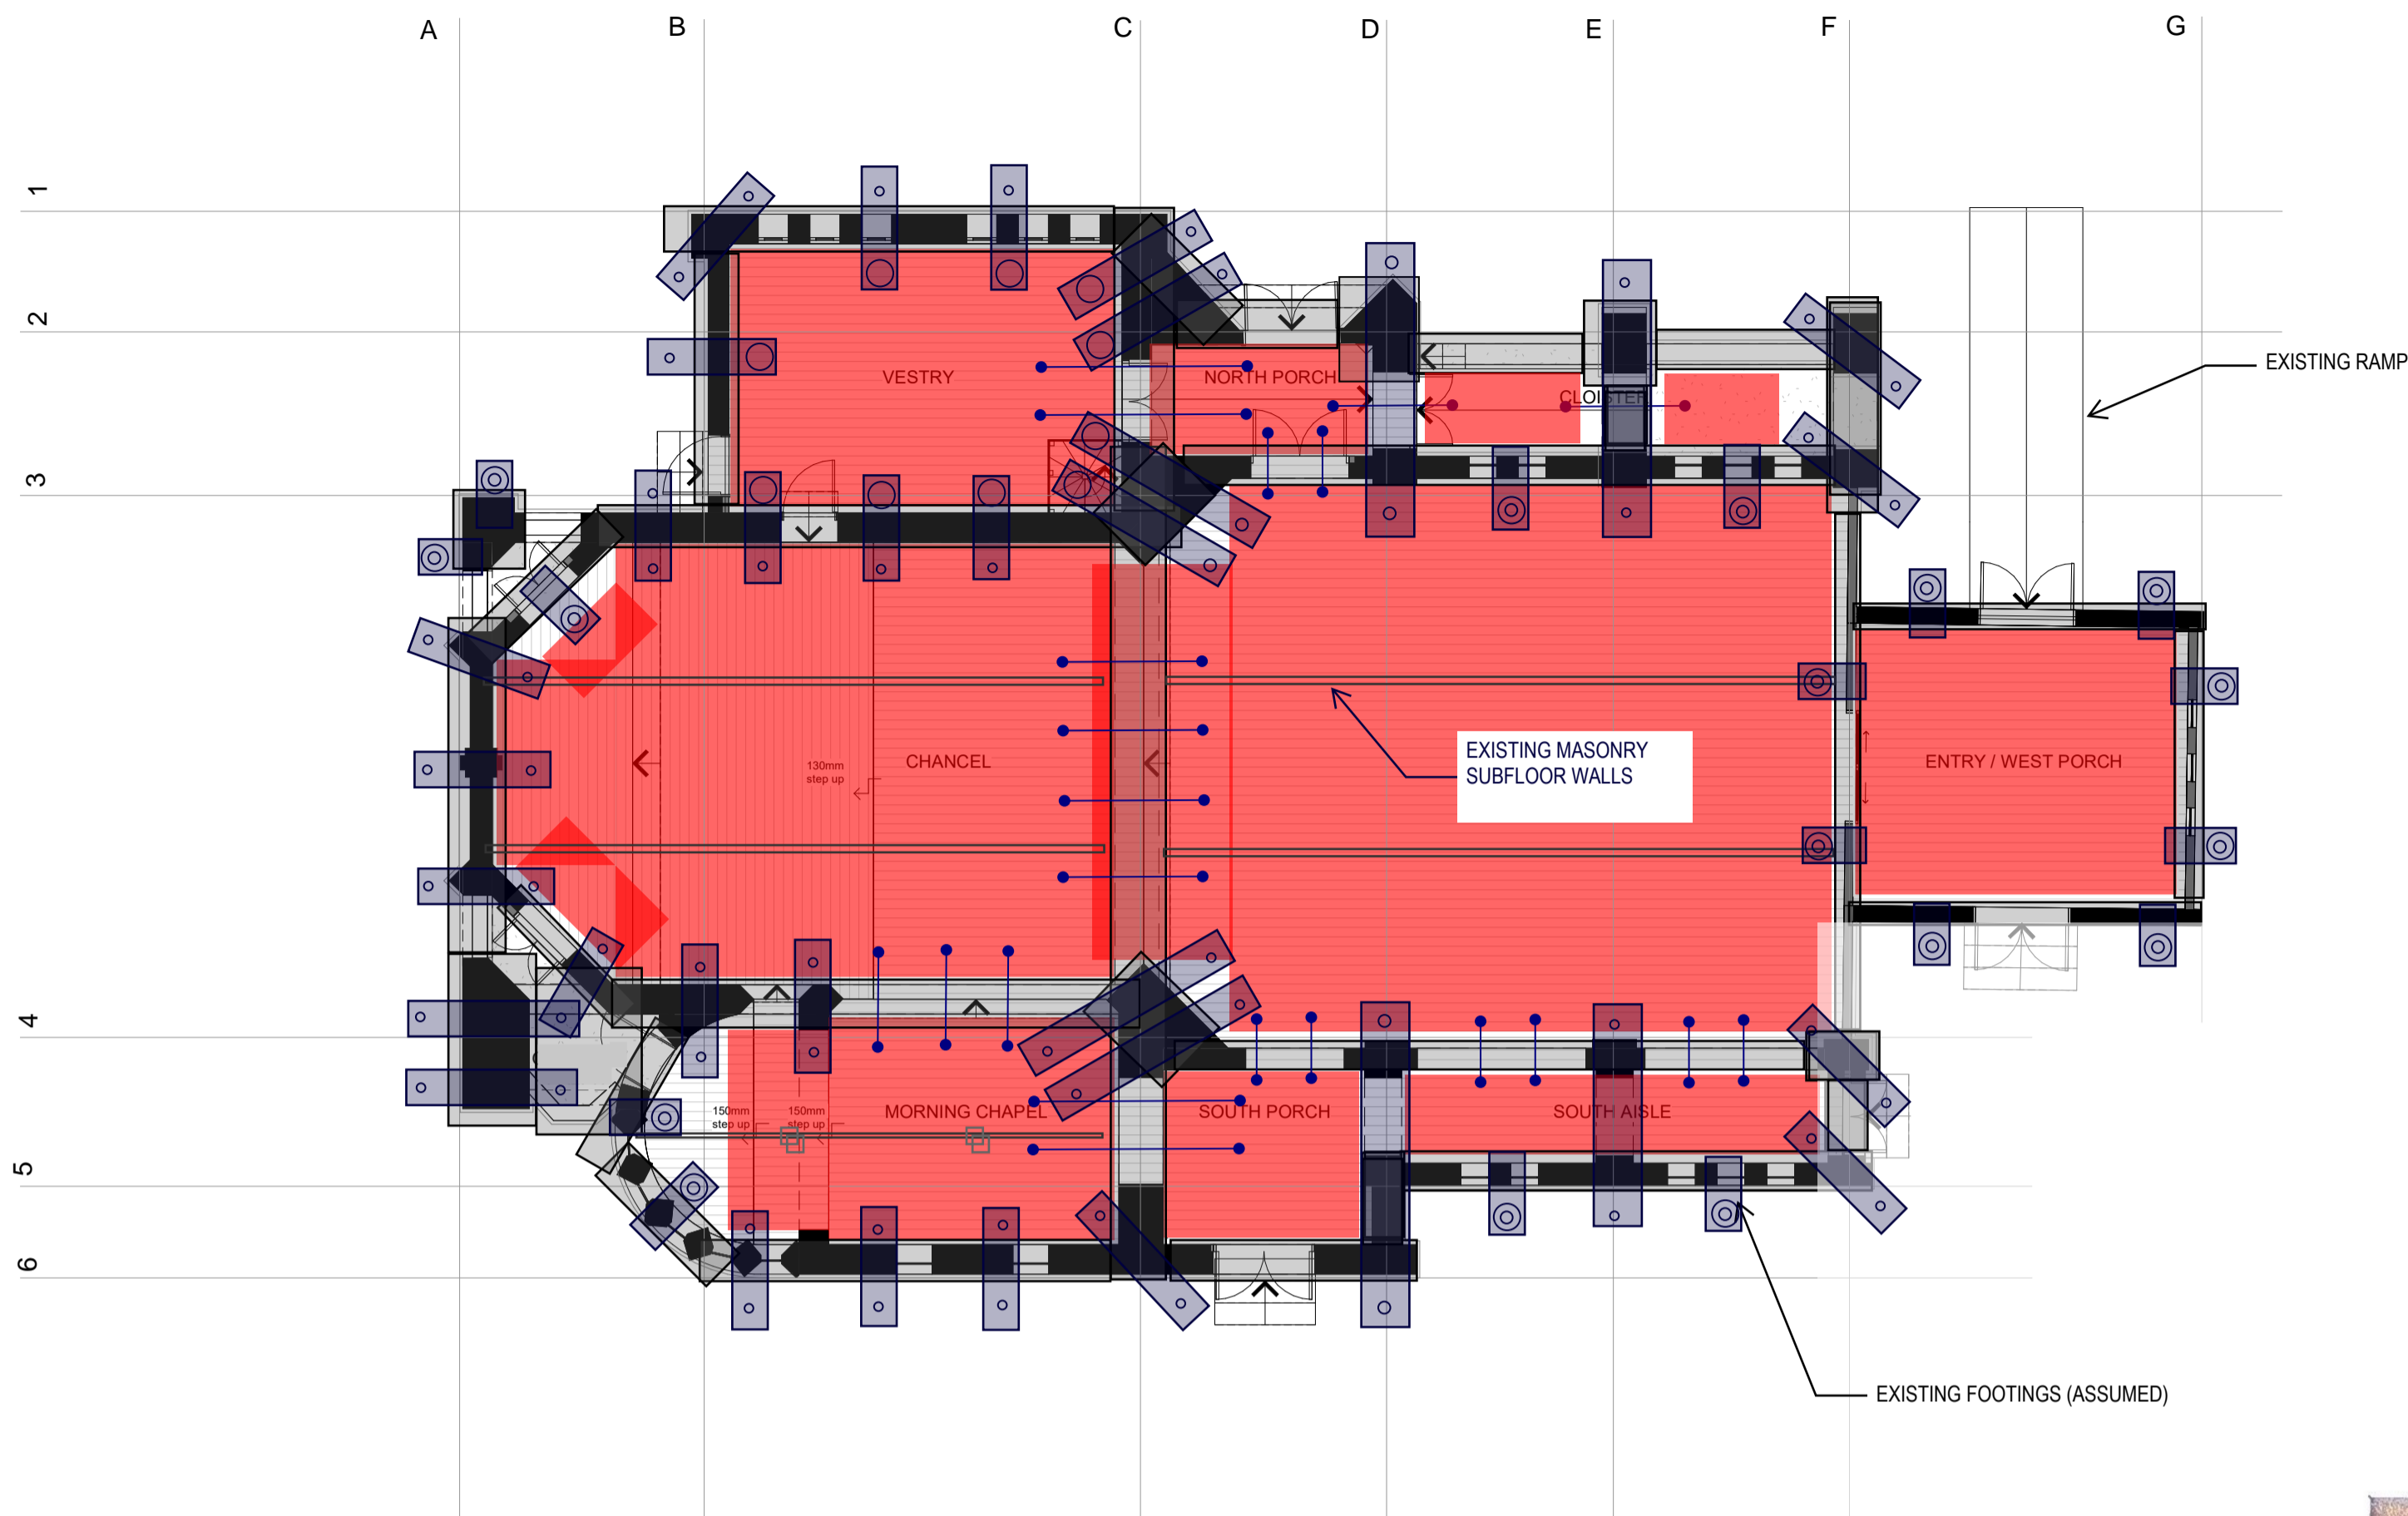 A
B
C
D
E
F
G
1
2
3
4
5
6
EXISTING RAMP
VESTRY
NORTH PORCH
CLOISTER
EXISTING MASONRY
SUBFLOOR WALLS
130mm
step up
CHANCEL
ENTRY / WEST PORCH
150mm
step up
150mm
step up
MORNING CHAPEL
SOUTH PORCH
SOUTH AISLE
EXISTING FOOTINGS (ASSUMED)